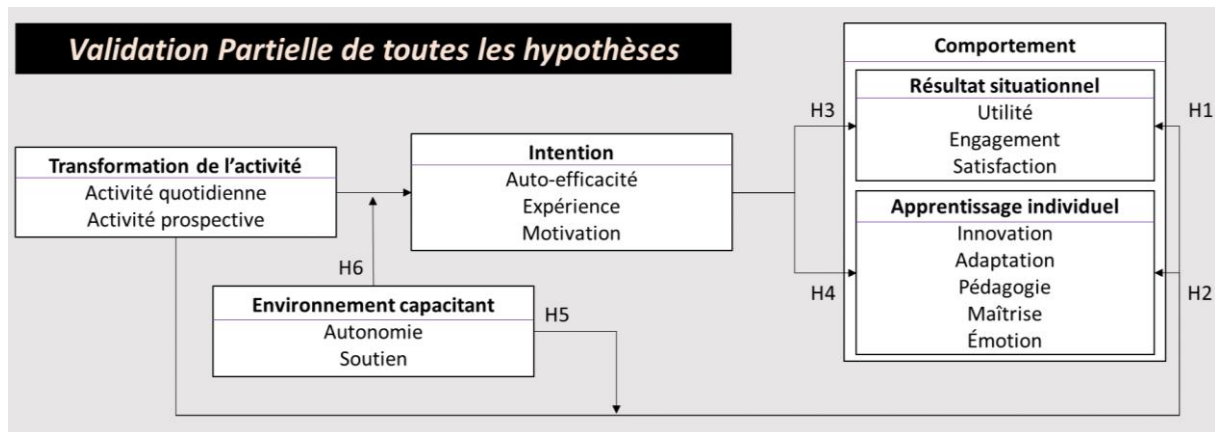 Validation Partielle de toutes les hypothèses
Transformation de l'activité
Activité quotidienne
Activité prospective
Environnement capacitant
Autonomie
Soutien
H6
H5
Intention
Auto-efficacité
Expérience
Motivation
H3
H4
Comportement
Résultat situationnel
Utilité
Engagement
Satisfaction
Apprentissage individuel
Innovation
Adaptation
Pédagogie
Maîtrise
Émotion
H1
H2